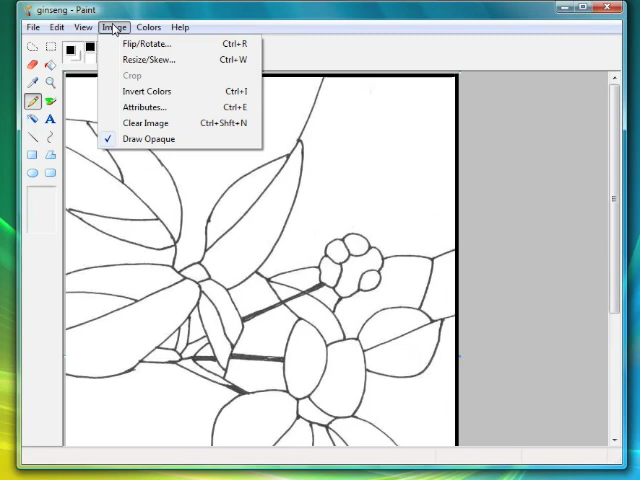 ginseng - Paint
File Edit View Image Colors Help
Flip/Rotate... Ctrl+R
Resize/Skew... Ctrl+W
Crop
Invert Colors Ctrl+I
Attributes... Ctrl+E
Clear Image Ctrl+Shft+N
Draw Opaque
A